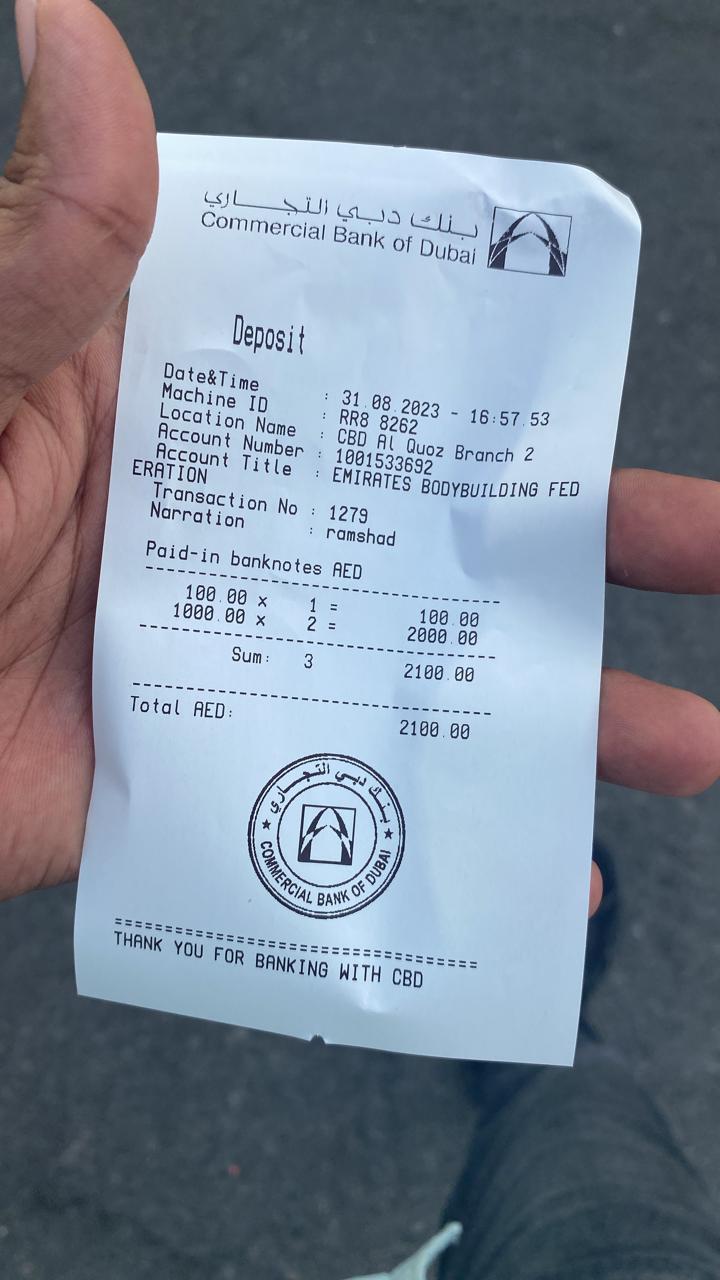 بنك دبي التجاري
Commercial Bank of Dubai
Deposit
Date&Time : 31.08.2023 - 16:57.53
Machine ID : RR8 8262
Location Name : CBD Al Quoz Branch 2
Account Number : 1001533692
Account Title : EMIRATES BODYBUILDING FED
ERATION
Transaction No : 1279
Narration : ramshad
Paid-in banknotes AED
--------------------------------
100.00 x 1 = 100.00
1000.00 x 2 = 2000.00
--------------------------------
Sum: 3 2100.00
--------------------------------
Total AED: 2100.00
بنك دبي التجاري
★ ★
COMMERCIAL BANK OF DUBAI
================================
THANK YOU FOR BANKING WITH CBD